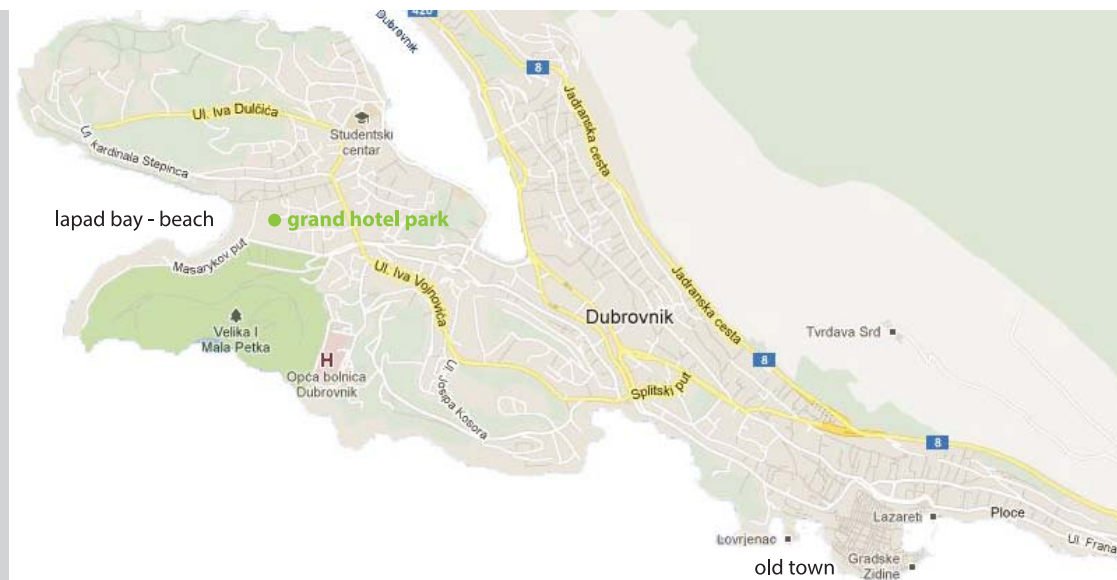 420
Dubrovnik
8
Jadranska cesta
Ul. Iva Dulčića
Studentski
centar
Ul. kardinala Stepinca
lapad bay - beach
grand hotel park
Masarykov put
Ul. Iva Vojnovića
Jadranska cesta
Velika I
Mala Petka
Dubrovnik
Tvrdava Srd
H
Opća bolnica
Dubrovnik
8
Ul. Josipa Kosora
Splitski put
8
Lazareti
Ploce
Lovrjenac
Ul. Frana
old town
Gradske
Zidine